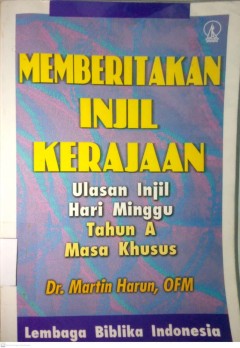 MEMBERITAKAN
INJIL
KERAJAAN
Ulasan Injil
Hari Minggu
Tahun A
Masa Khusus
Dr. Martin Harun, OFM
Lembaga Biblika Indonesia